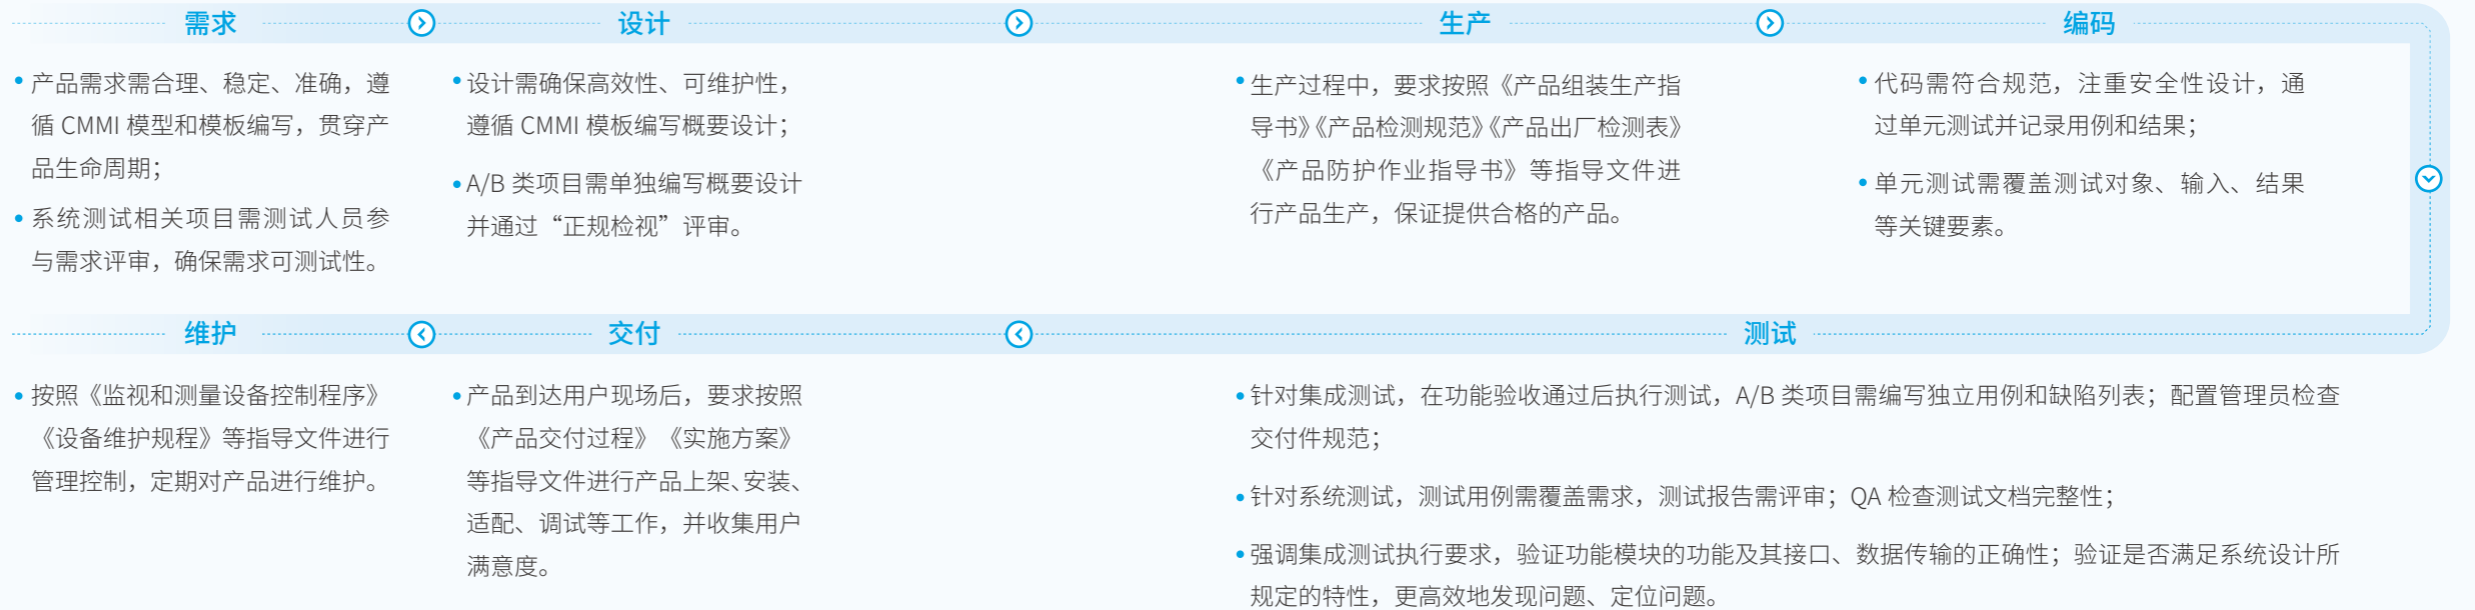 需求
产品需求需合理、稳定、准确，遵
循 CMMI 模型和模板编写，贯穿产
品生命周期；
系统测试相关项目需测试人员参
与需求评审，确保需求可测试性。
设计
设计需确保高效性、可维护性，
遵循 CMMI 模板编写概要设计；
A/B 类项目需单独编写概要设计
并通过“正规检视”评审。
生产
生产过程中，要求按照《产品组装生产指
导书》《产品检测规范》《产品出厂检测表》
《产品防护作业指导书》等指导文件进
行产品生产，保证提供合格的产品。
编码
代码需符合规范，注重安全性设计，通
过单元测试并记录用例和结果；
单元测试需覆盖测试对象、输入、结果
等关键要素。
测试
针对集成测试，在功能验收通过后执行测试，A/B 类项目需编写独立用例和缺陷列表；配置管理员检查
交付件规范；
针对系统测试，测试用例需覆盖需求，测试报告需评审；QA 检查测试文档完整性；
强调集成测试执行要求，验证功能模块的功能及其接口、数据传输的正确性；验证是否满足系统设计所
规定的特性，更高效地发现问题、定位问题。
交付
产品到达用户现场后，要求按照
《产品交付过程》《实施方案》
等指导文件进行产品上架、安装、
适配、调试等工作，并收集用户
满意度。
维护
按照《监视和测量设备控制程序》
《设备维护规程》等指导文件进行
管理控制，定期对产品进行维护。